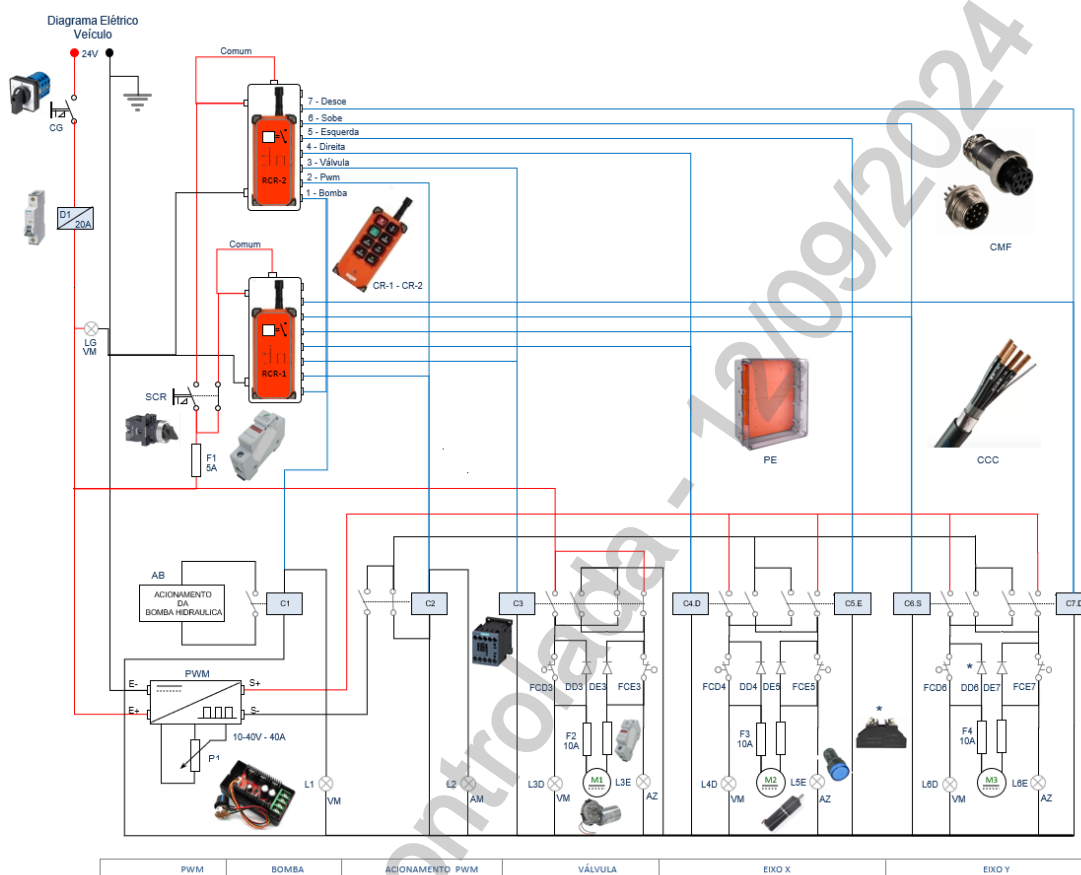 Diagrama Elétrico
Veículo
24V
CG
D1
20A
LG
VM
Comum
RCR-2
7 - Desce
6 - Sobe
5 - Esquerda
4 - Direita
3 - Válvula
2 - Pwm
1 - Bomba
CR-1 - CR-2
Comum
RCR-1
SCR
F1
5A
CMF
PE
CCC
AB
ACIONAMENTO
DA
BOMBA HIDRAULICA
C1
C2
C3
C4.D
C5.E
C6.S
C7.D
PWM
E-
E+
S+
S-
10-40V - 40A
P1
L1
VM
L2
AM
FCD3
DD3
DE3
FCE3
F2
10A
M1
L3D
VM
L3E
AZ
FCD4
DD4
DE5
FCE5
F3
10A
M2
L4D
VM
L5E
AZ
*
*
FCD6
DD6
DE7
FCE7
F4
10A
M3
L6D
VM
L6E
AZ
PWM
BOMBA
ACIONAMENTO PWM
VÁLVULA
EIXO X
EIXO Y
ontrolada - 12/09/2024